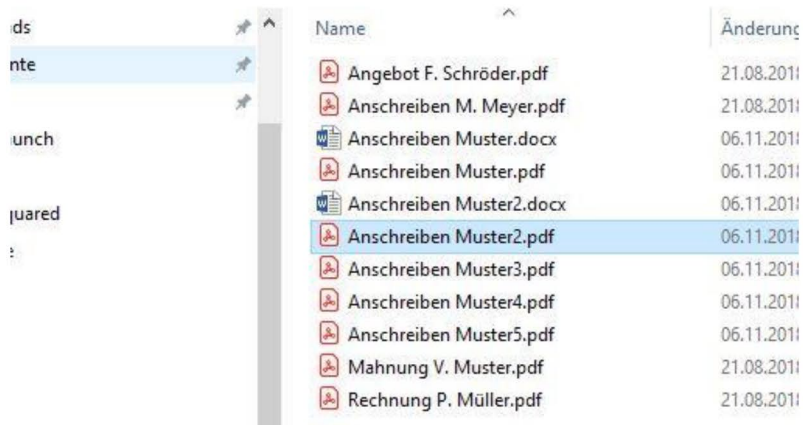 ds
nte
unch
quared
e
Name Änderung
Angebot F. Schröder.pdf 21.08.2018
Anschreiben M. Meyer.pdf 21.08.2018
Anschreiben Muster.docx 06.11.2018
Anschreiben Muster.pdf 06.11.2018
Anschreiben Muster2.docx 06.11.2018
Anschreiben Muster2.pdf 06.11.2018
Anschreiben Muster3.pdf 06.11.2018
Anschreiben Muster4.pdf 06.11.2018
Anschreiben Muster5.pdf 06.11.2018
Mahnung V. Muster.pdf 21.08.2018
Rechnung P. Müller.pdf 21.08.2018